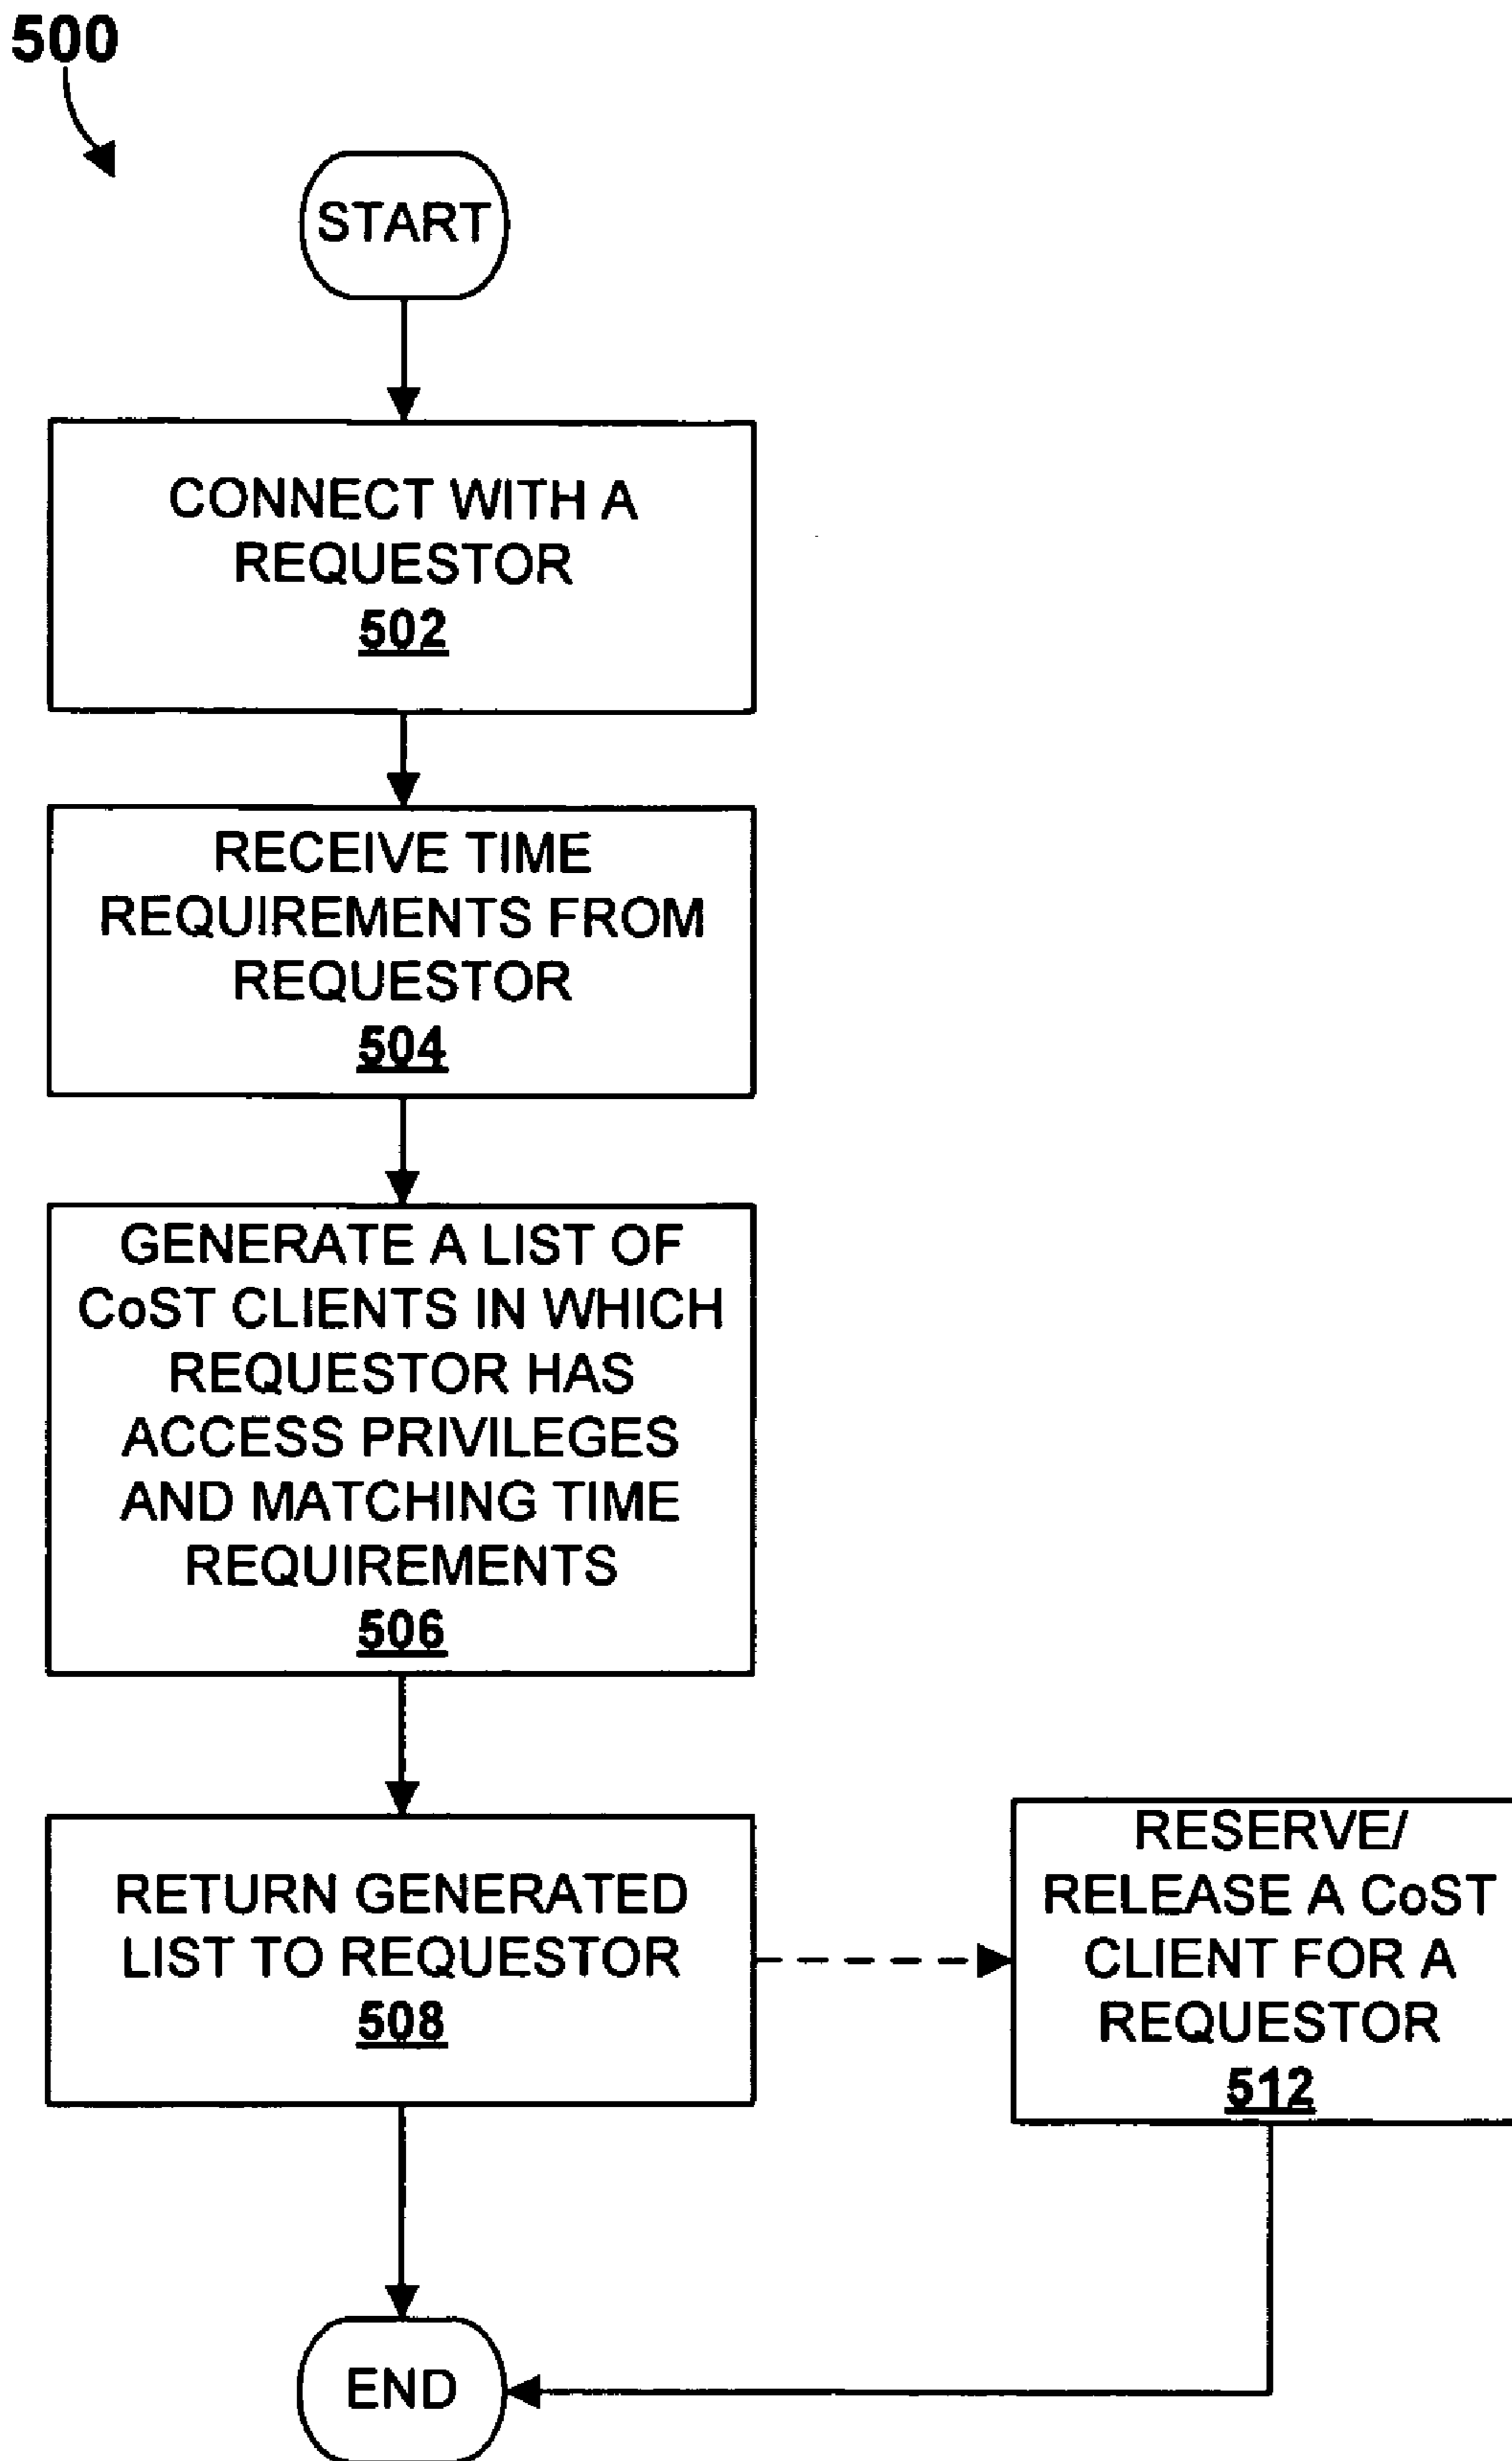 500
START
CONNECT WITH A
REQUESTOR
502
RECEIVE TIME
REQUIREMENTS FROM
REQUESTOR
504
GENERATE A LIST OF
CoST CLIENTS IN WHICH
REQUESTOR HAS
ACCESS PRIVILEGES
AND MATCHING TIME
REQUIREMENTS
506
RETURN GENERATED
LIST TO REQUESTOR
508
RESERVE/
RELEASE A CoST
CLIENT FOR A
REQUESTOR
512
END